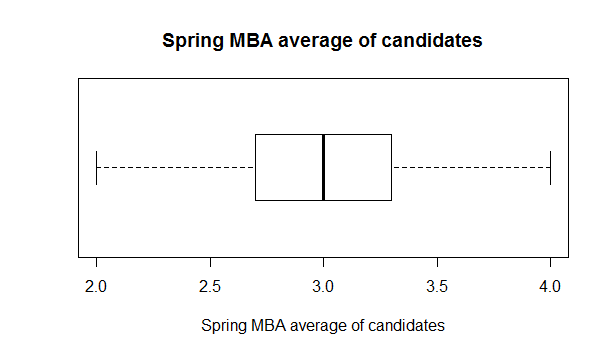 Spring MBA average of candidates
2.0 2.5 3.0 3.5 4.0
Spring MBA average of candidates